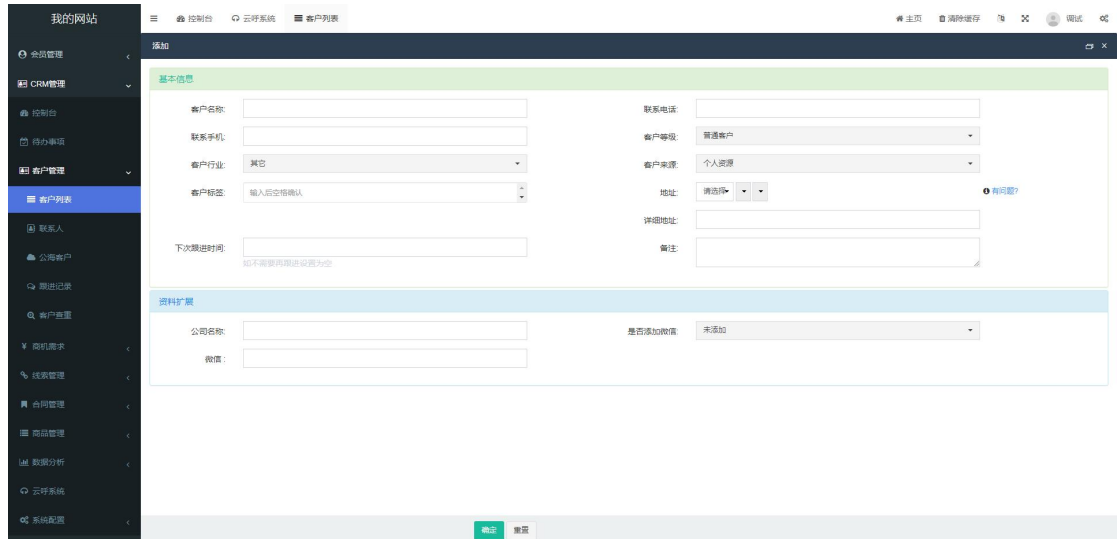 我的网站
控制台 云呼系统 客户列表 主页 清除缓存 调试
会员管理
CRM管理
控制台
待办事项
客户管理
客户列表
联系人
公海客户
跟进记录
客户查重
¥ 商机需求
线索管理
合同管理
商品管理
数据分析
云呼系统
系统配置
添加
基本信息
客户名称: 联系电话:
联系手机: 客户等级: 普通客户
客户行业: 其它 客户来源: 个人资源
客户标签: 输入后空格确认 地址: 请选择 有问题?
详细地址:
下次跟进时间: 备注:
如不需要再跟进设置为空
资料扩展
公司名称: 是否添加微信: 未添加
微信 :
确定 重置